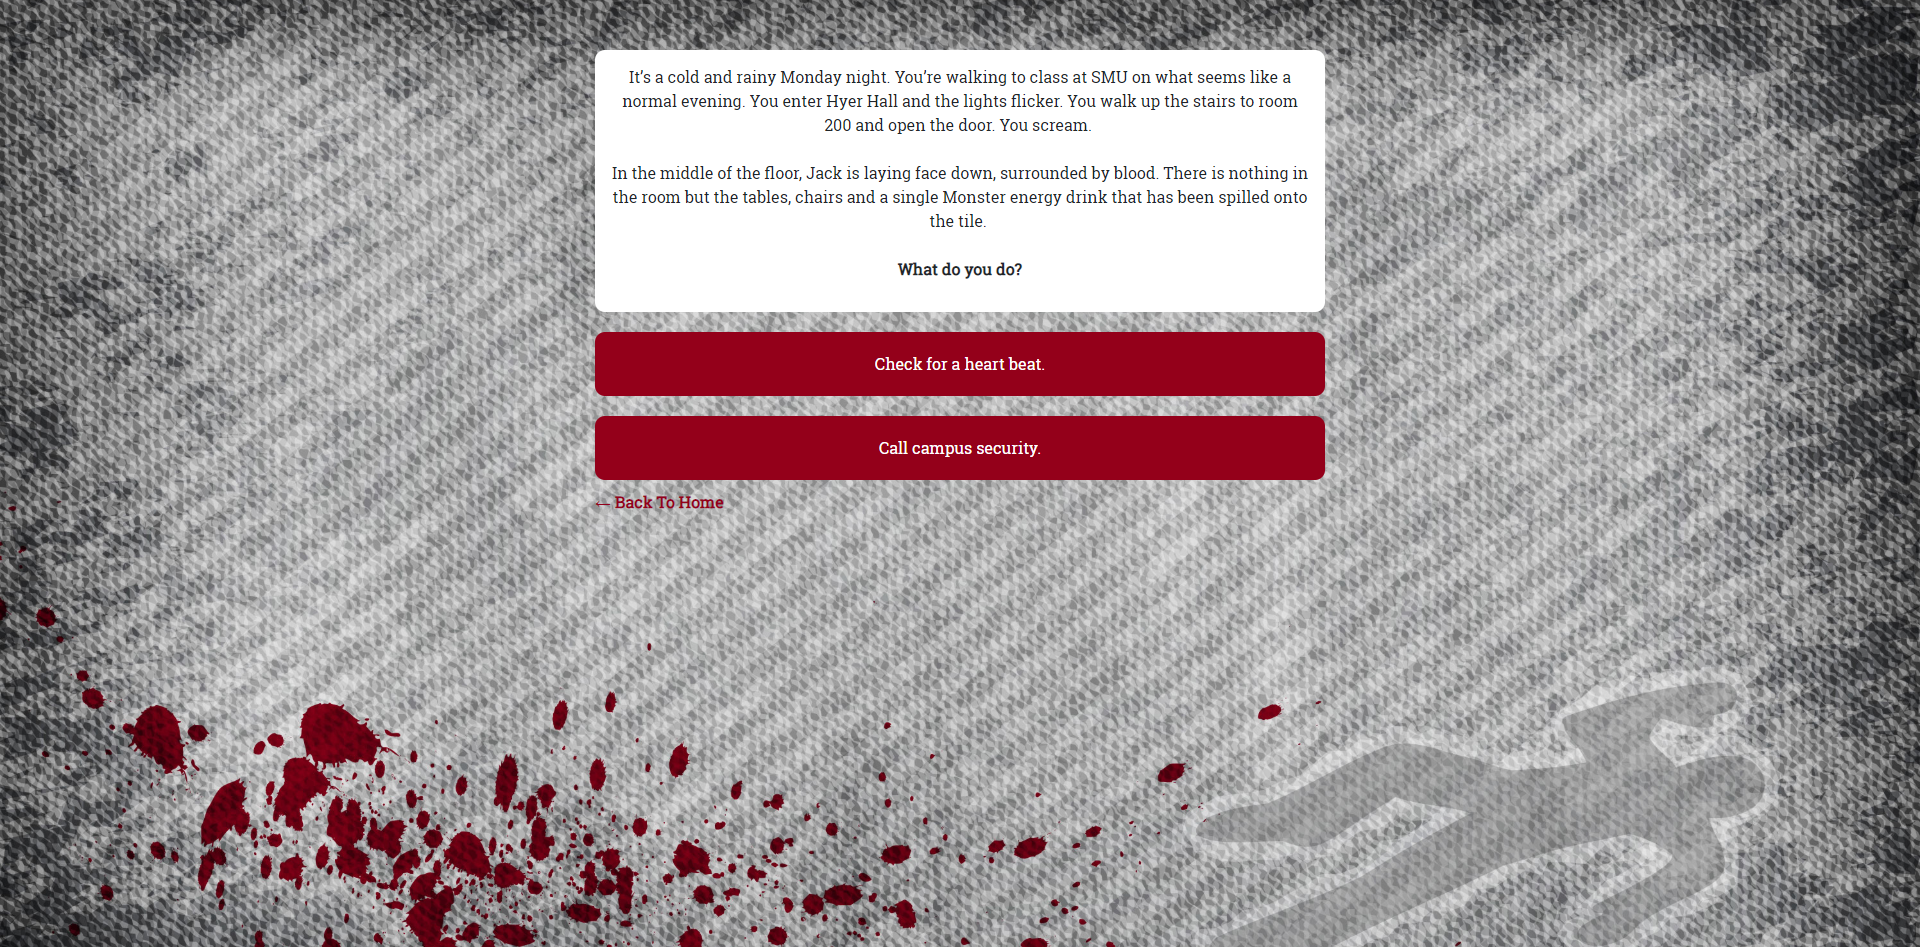 It’s a cold and rainy Monday night. You’re walking to class at SMU on what seems like a
normal evening. You enter Hyer Hall and the lights flicker. You walk up the stairs to room
200 and open the door. You scream.
In the middle of the floor, Jack is laying face down, surrounded by blood. There is nothing in
the room but the tables, chairs and a single Monster energy drink that has been spilled onto
the tile.
What do you do?
Check for a heart beat.
Call campus security.
← Back To Home